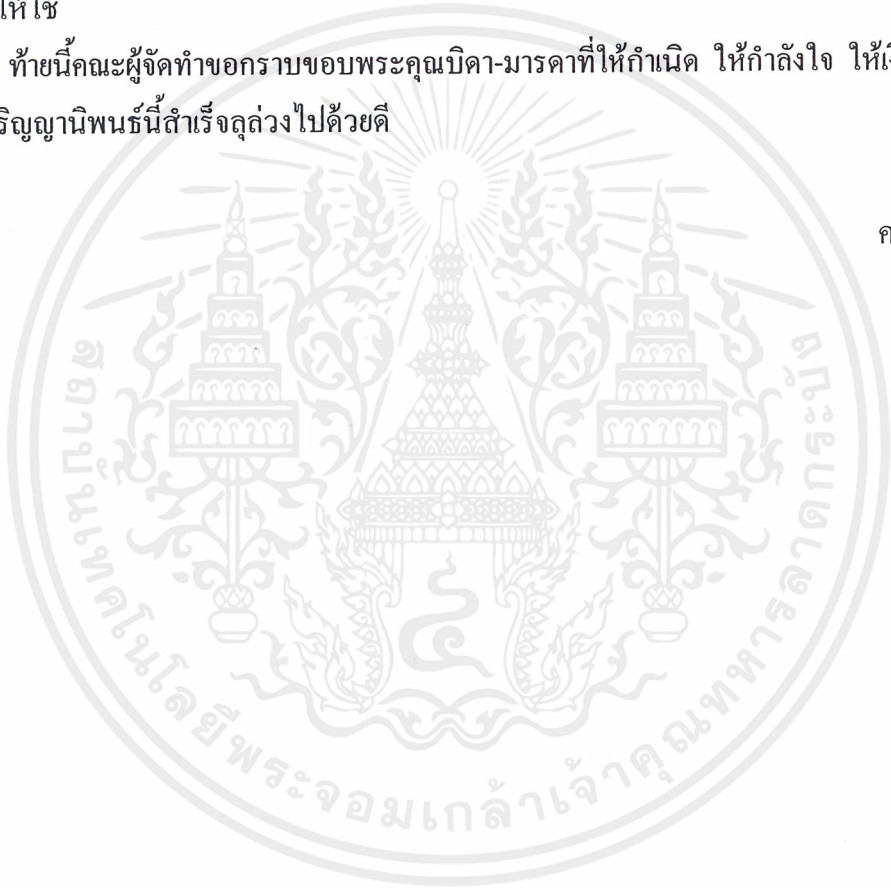 ให้ใช้
ท้ายนี้คณะผู้จัดทำขอกราบขอบพระคุณบิดา-มารดาที่ให้กำเนิด ให้กำลังใจ
ริญญานิพนธ์นี้สำเร็จลุล่วงไปด้วยดี
สถาบันเทคโนโลยีพระจอมเกล้าเจ้าคุณทหารลาดกระบัง
๔